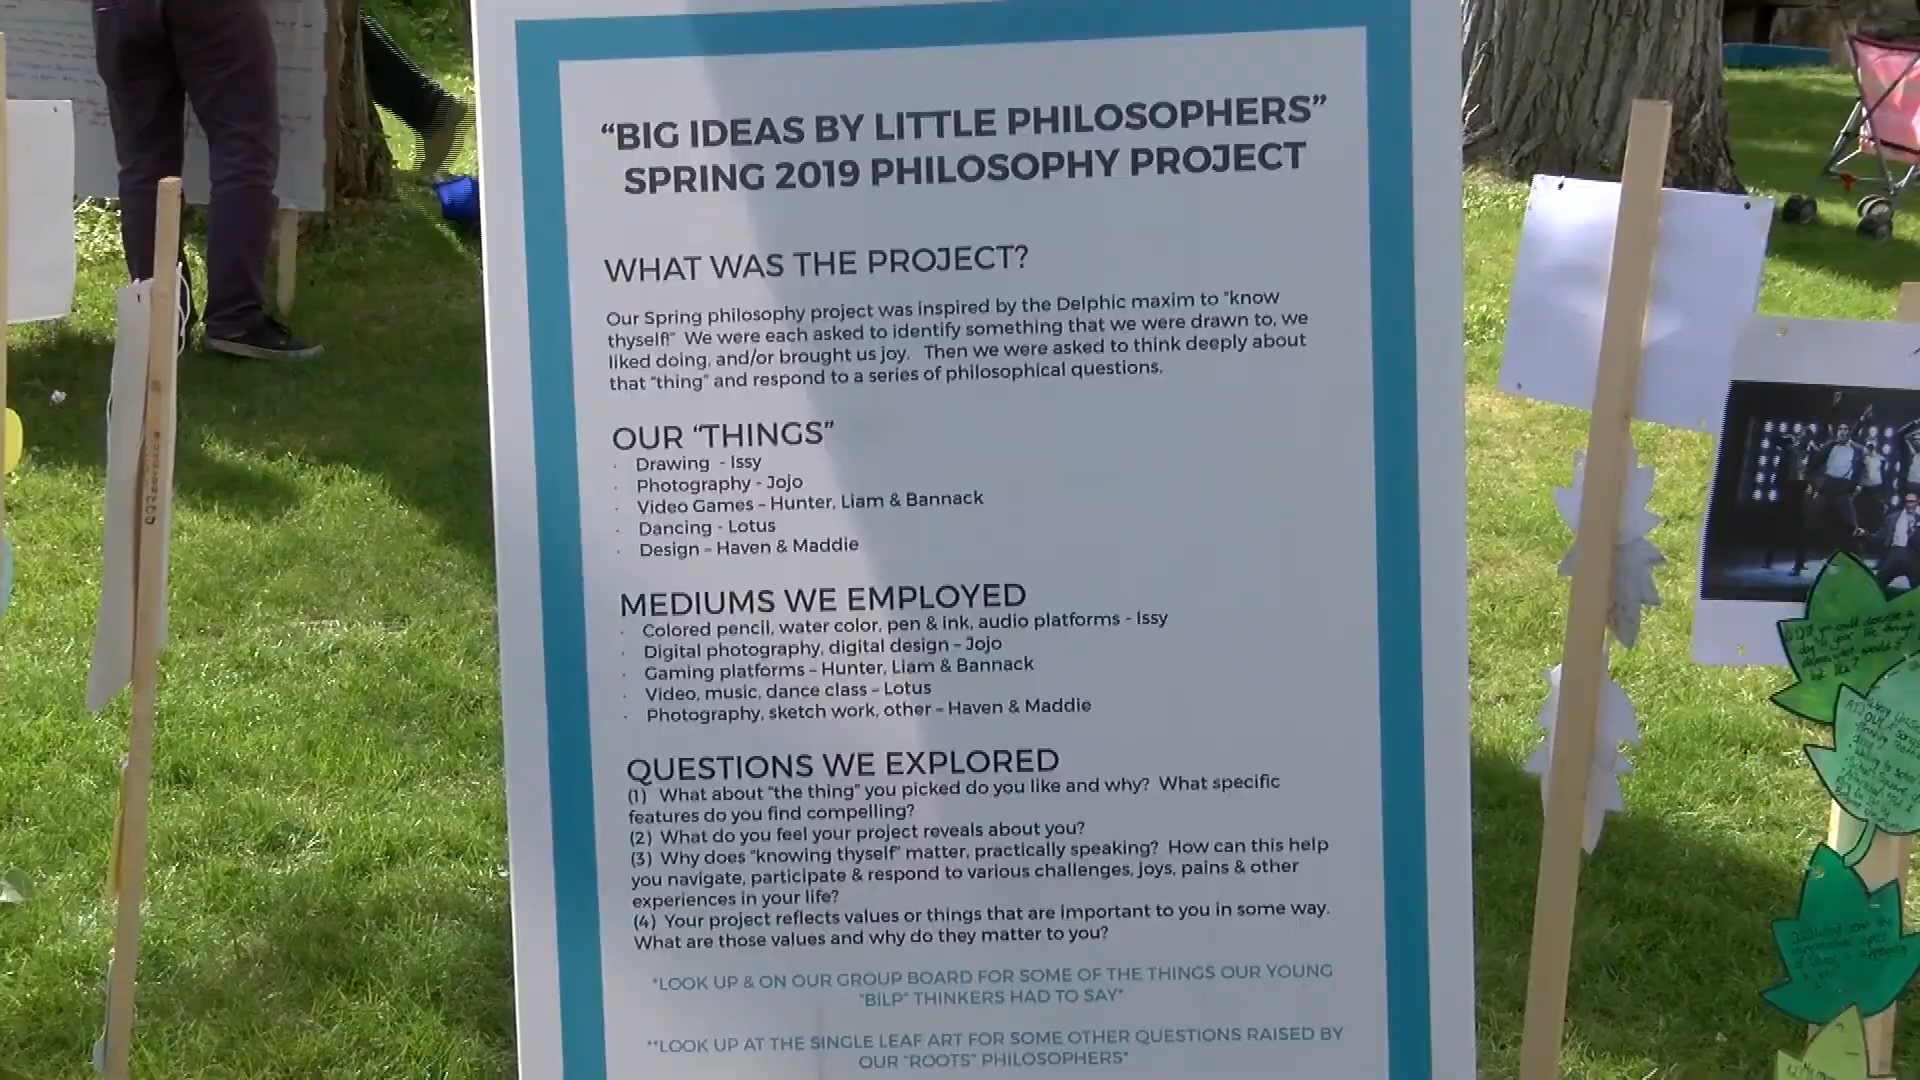 “BIG IDEAS BY LITTLE PHILOSOPHERS”
SPRING 2019 PHILOSOPHY PROJECT
WHAT WAS THE PROJECT?
Our Spring philosophy project was inspired by the Delphic maxim to “know
thyself!” We were each asked to identify something that we were drawn to, we
liked doing, and/or brought us joy. Then we were asked to think deeply about
that “thing” and respond to a series of philosophical questions.
OUR “THINGS”
· Drawing - Issy
· Photography - Jojo
· Video Games – Hunter, Liam & Bannack
· Dancing - Lotus
· Design – Haven & Maddie
MEDIUMS WE EMPLOYED
· Colored pencil, water color, pen & ink, audio platforms - Issy
· Digital photography, digital design – Jojo
· Gaming platforms – Hunter, Liam & Bannack
· Video, music, dance class – Lotus
· Photography, sketch work, other – Haven & Maddie
QUESTIONS WE EXPLORED
(1) What about “the thing” you picked do you like and why? What specific
features do you find compelling?
(2) What do you feel your project reveals about you?
(3) Why does “knowing thyself” matter, practically speaking? How can this help
you navigate, participate & respond to various challenges, joys, pains & other
experiences in your life?
(4) Your project reflects values or things that are important to you in some way.
What are those values and why do they matter to you?
*LOOK UP & ON OUR GROUP BOARD FOR SOME OF THE THINGS OUR YOUNG
“BILP” THINKERS HAD TO SAY*
**LOOK UP AT THE SINGLE LEAF ART FOR SOME OTHER QUESTIONS RAISED BY
OUR “ROOTS” PHILOSOPHERS*